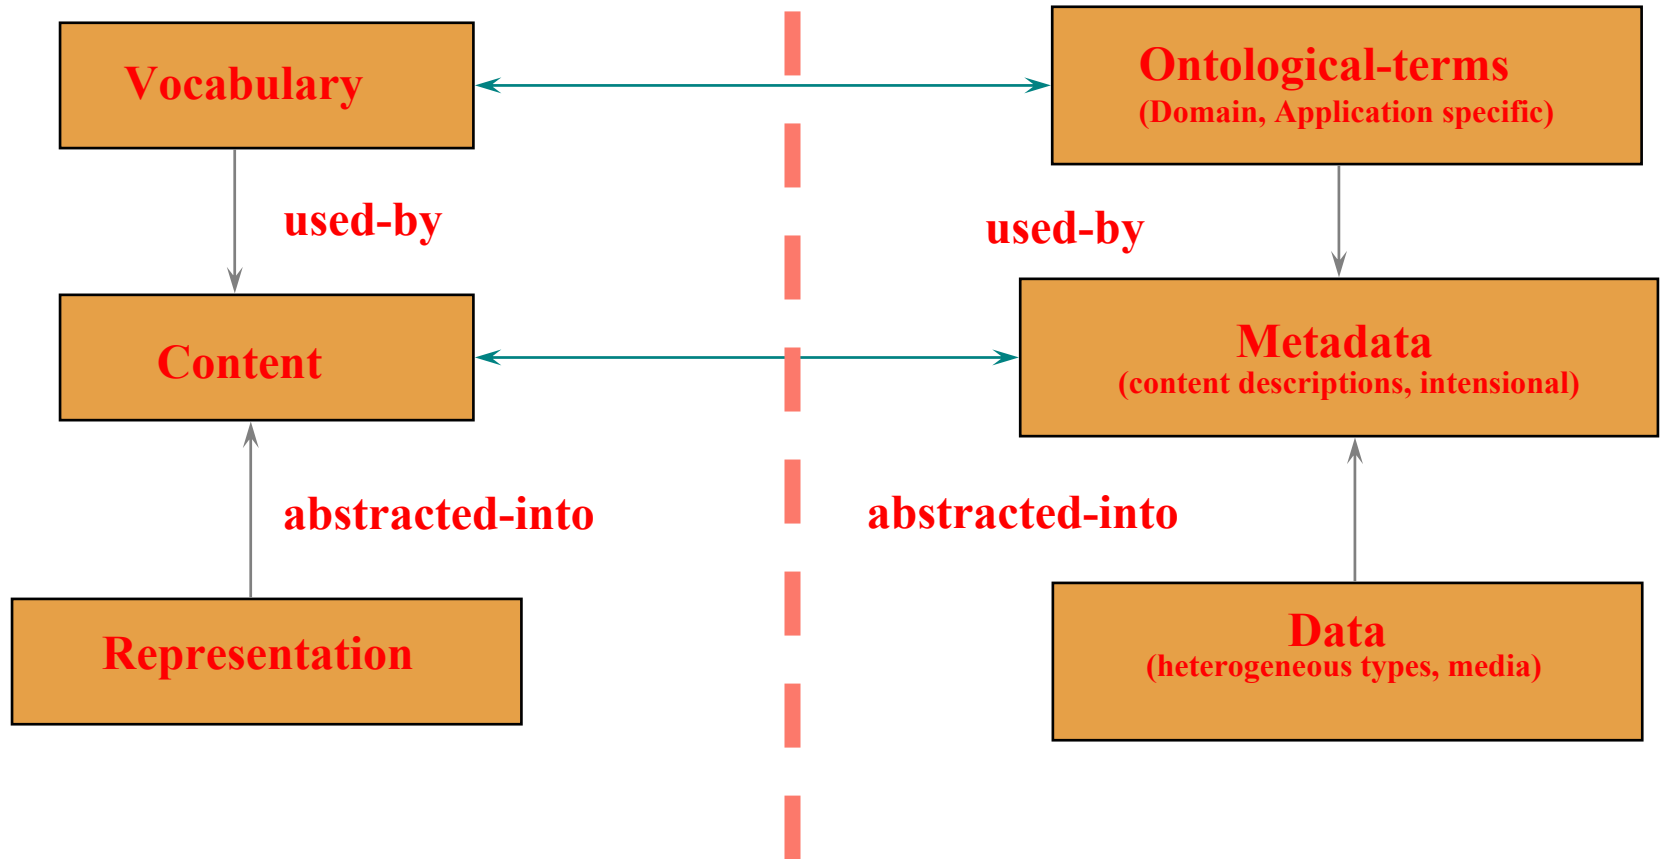 Vocabulary
Ontological-terms
(Domain, Application specific)
used-by
used-by
Content
Metadata
(content descriptions, intensional)
abstracted-into
abstracted-into
Representation
Data
(heterogeneous types, media)